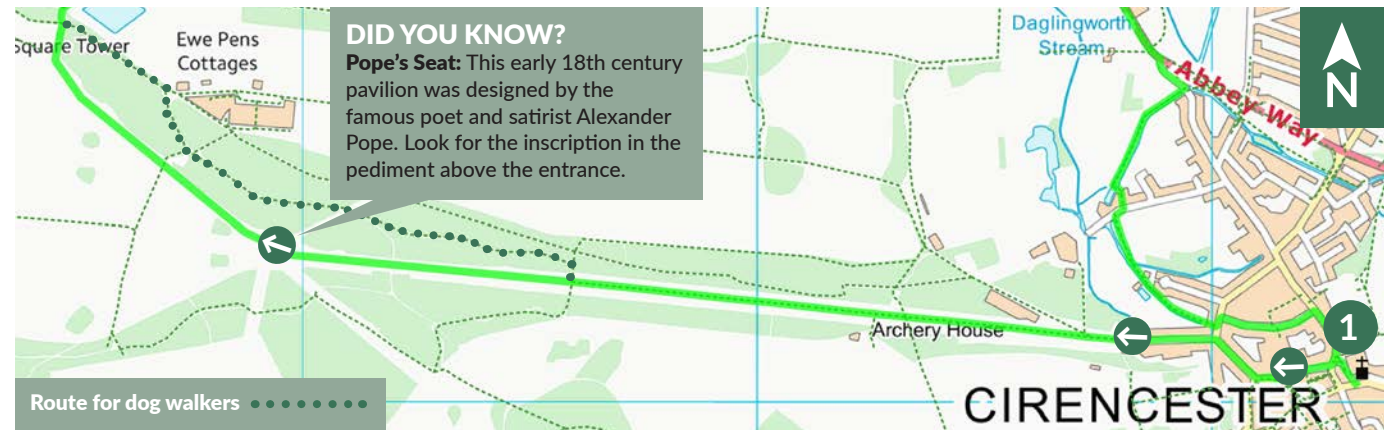 Square Tower
Ewe Pens
Cottages
DID YOU KNOW?
Pope's Seat: This early 18th century
pavilion was designed by the
famous poet and satirist Alexander
Pope. Look for the inscription in the
pediment above the entrance.
Daglingworth
Stream
Abbey Way
N
Archery House
1
Route for dog walkers
CIRENCESTER